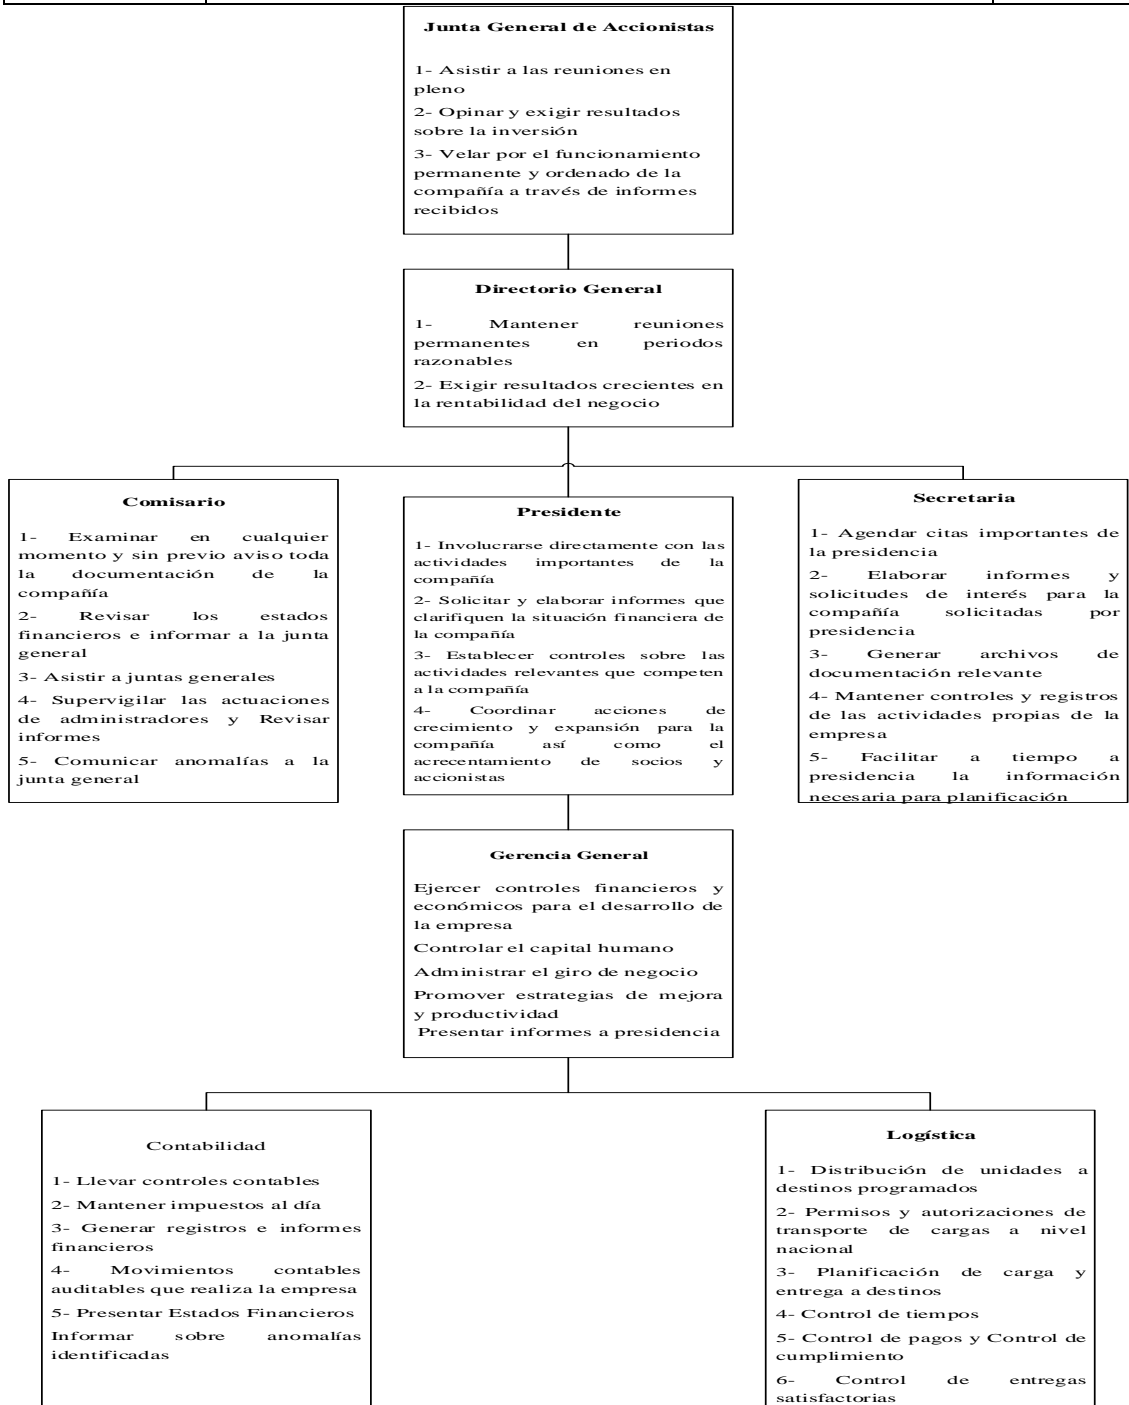 Junta General de Accionistas
1- Asistir a las reuniones en
pleno
2- Opinar y exigir resultados
sobre la inversión
3- Velar por el funcionamiento
permanente y ordenado de la
compañía a través de informes
recibidos
Directorio General
1- Mantener reuniones
permanentes en periodos
razonables
2- Exigir resultados crecientes en
la rentabilidad del negocio
Comisario
1- Examinar en cualquier
momento y sin previo aviso toda
la documentación de la
compañía
2- Revisar los estados
financieros e informar a la junta
general
3- Asistir a juntas generales
4- Supervigilar las actuaciones
de administradores y Revisar
informes
5- Comunicar anomalías a la
junta general
Presidente
1- Involucrarse directamente con las
actividades importantes de la
compañía
2- Solicitar y elaborar informes que
clarifiquen la situación financiera de
la compañía
3- Establecer controles sobre las
actividades relevantes que competen
a la compañía
4- Coordinar acciones de
crecimiento y expansión para la
compañía así como el
acrecentamiento de socios y
accionistas
Secretaria
1- Agendar citas importantes de
la presidencia
2- Elaborar informes y
solicitudes de interés para la
compañía solicitadas por
presidencia
3- Generar archivos de
documentación relevante
4- Mantener controles y registros
de las actividades propias de la
empresa
5- Facilitar a tiempo a
presidencia la información
necesaria para planificación
Gerencia General
Ejercer controles financieros y
económicos para el desarrollo de
la empresa
Controlar el capital humano
Administrar el giro de negocio
Promover estrategias de mejora
y productividad
Presentar informes a presidencia
Contabilidad
1- Llevar controles contables
2- Mantener impuestos al día
3- Generar registros e informes
financieros
4- Movimientos contables
auditables que realiza la empresa
5- Presentar Estados Financieros
Informar sobre anomalías
identificadas
Logística
1- Distribución de unidades a
destinos programados
2- Permisos y autorizaciones de
transporte de cargas a nivel
nacional
3- Planificación de carga y
entrega a destinos
4- Control de tiempos
5- Control de pagos y Control de
cumplimiento
6- Control de entregas
satisfactorias